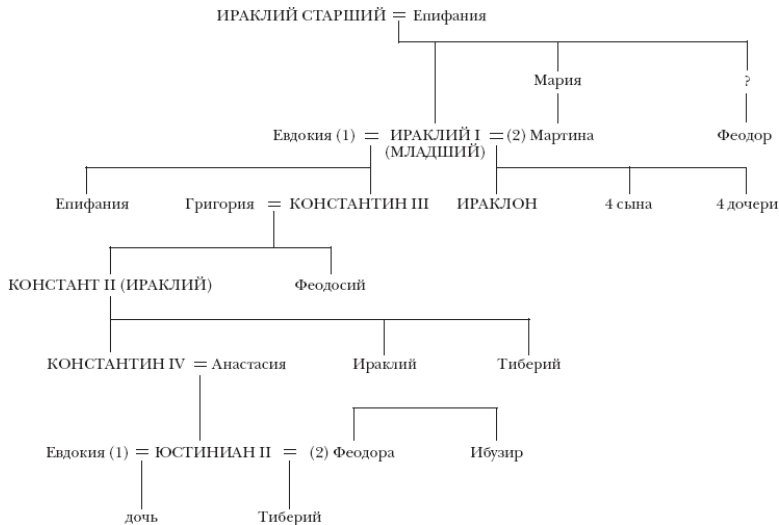 ИРАКЛИЙ СТАРШИЙ = Епифания
Мария ?
Евдокия (1) = ИРАКЛИЙ I = (2) Мартина Феодор
(МЛАДШИЙ)
Епифания Григория = КОНСТАНТИН III ИРАКЛОН 4 сына 4 дочери
КОНСТАНТ II (ИРАКЛИЙ) Феодосий
КОНСТАНТИН IV = Анастасия Ираклий Тиберий
Евдокия (1) = ЮСТИНИАН II = (2) Феодора Ибузир
дочь Тиберий